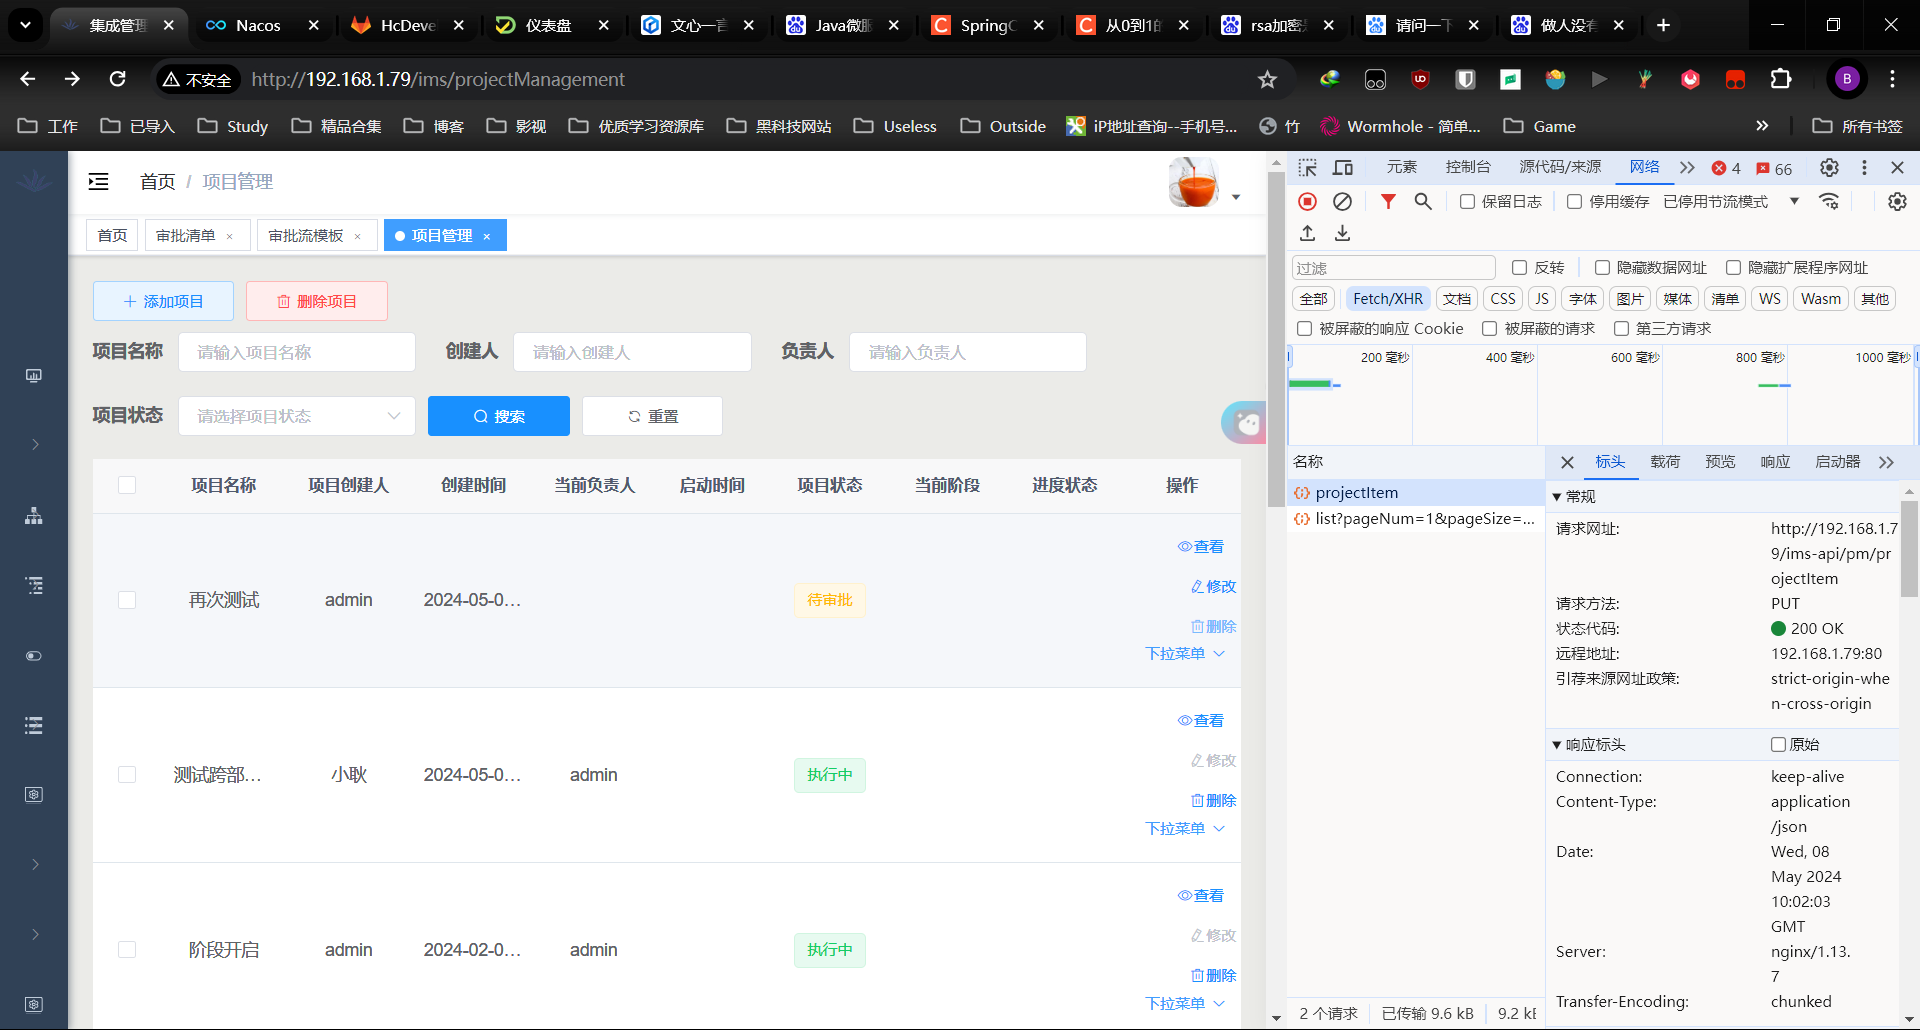 集成管理
Nacos
HcDeve
仪表盘
文心一言
Java微服
SpringC
从0到1的
rsa加密
请问一下
做人没有
不安全
http://192.168.1.79/ims/projectManagement
B
工作
已导入
Study
精品合集
博客
影视
优质学习资源库
黑科技网站
Useless
Outside
iP地址查询--手机号...
竹
Wormhole - 简单...
Game
所有书签
首页 / 项目管理
首页
审批清单
审批流模板
项目管理
添加项目
删除项目
项目名称 请输入项目名称
创建人 请输入创建人
负责人 请输入负责人
项目状态 请选择项目状态
搜索
重置
项目名称 项目创建人 创建时间 当前负责人 启动时间 项目状态 当前阶段 进度状态 操作
再次测试 admin 2024-05-0... 待审批
查看
修改
删除
下拉菜单
测试跨部... 小耿 2024-05-0... admin 执行中
查看
修改
删除
下拉菜单
阶段开启 admin 2024-02-0... admin 执行中
查看
修改
删除
下拉菜单
元素 控制台 源代码/来源 网络 4 66
保留日志 停用缓存 已停用节流模式
过滤 反转 隐藏数据网址 隐藏扩展程序网址
全部 Fetch/XHR 文档 CSS JS 字体 图片 媒体 清单 WS Wasm 其他
被屏蔽的响应 Cookie 被屏蔽的请求 第三方请求
200 毫秒 400 毫秒 600 毫秒 800 毫秒 1000 毫秒
名称
projectItem
list?pageNum=1&pageSize=...
标头 载荷 预览 响应 启动器
常规
请求网址: http://192.168.1.7
9/ims-api/pm/pr
ojectItem
请求方法: PUT
状态代码: 200 OK
远程地址: 192.168.1.79:80
引荐来源网址政策: strict-origin-whe
n-cross-origin
响应标头 原始
Connection: keep-alive
Content-Type: application
/json
Date: Wed, 08
May 2024
10:02:03
GMT
Server: nginx/1.13.
7
Transfer-Encoding: chunked
2 个请求 已传输 9.6 kB 9.2 kB